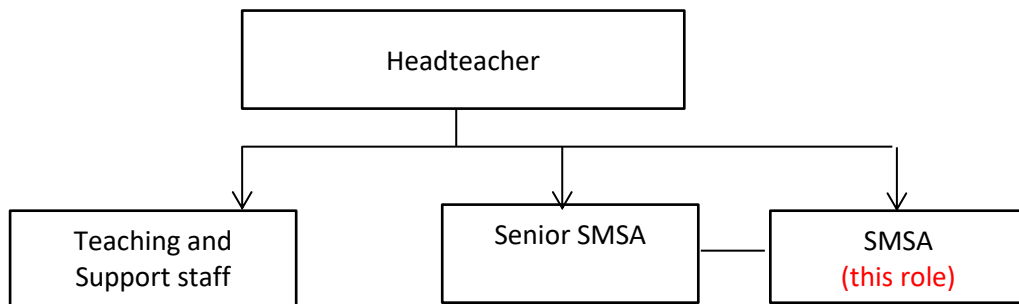 Headteacher
Teaching and
Support staff
Senior SMSA
SMSA
(this role)